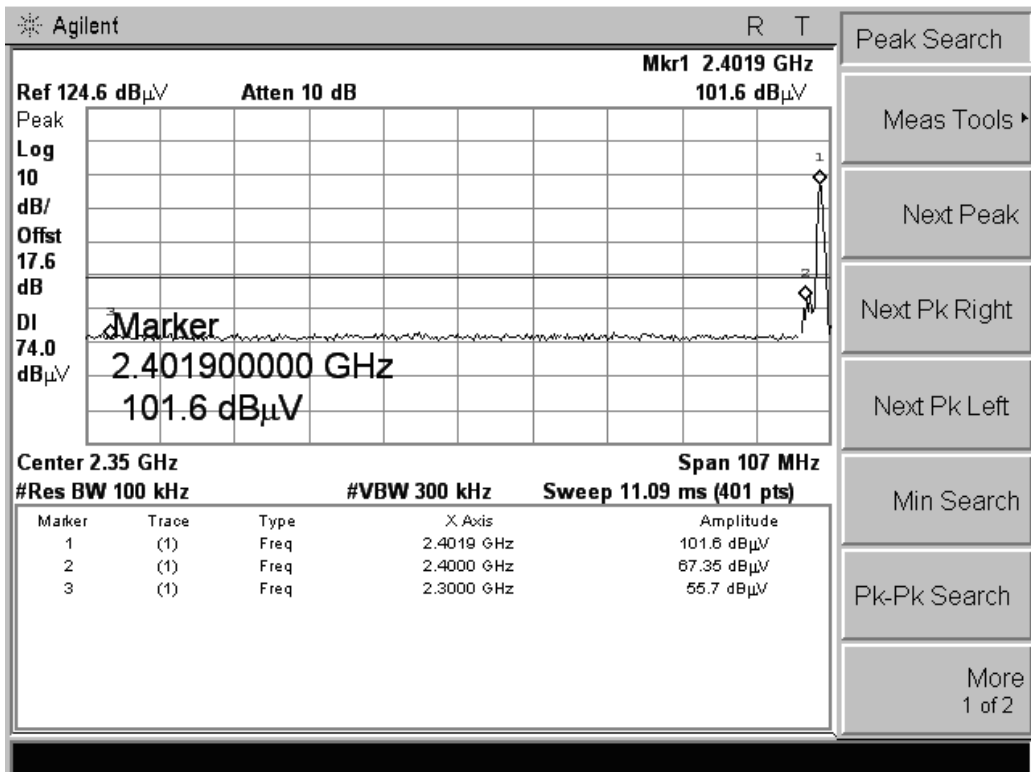 Agilent R T
Mkr1 2.4019 GHz
Ref 124.6 dBµV Atten 10 dB 101.6 dBµV
Peak
Log
10
dB/
Offst
17.6
dB
DI
74.0
dBµV
1
2
3
Marker
2.401900000 GHz
101.6 dBµV
Center 2.35 GHz Span 107 MHz
#Res BW 100 kHz #VBW 300 kHz Sweep 11.09 ms (401 pts)
Marker Trace Type X Axis Amplitude
1 (1) Freq 2.4019 GHz 101.6 dBµV
2 (1) Freq 2.4000 GHz 67.35 dBµV
3 (1) Freq 2.3000 GHz 55.7 dBµV
Peak Search
Meas Tools
Next Peak
Next Pk Right
Next Pk Left
Min Search
Pk-Pk Search
More
1 of 2